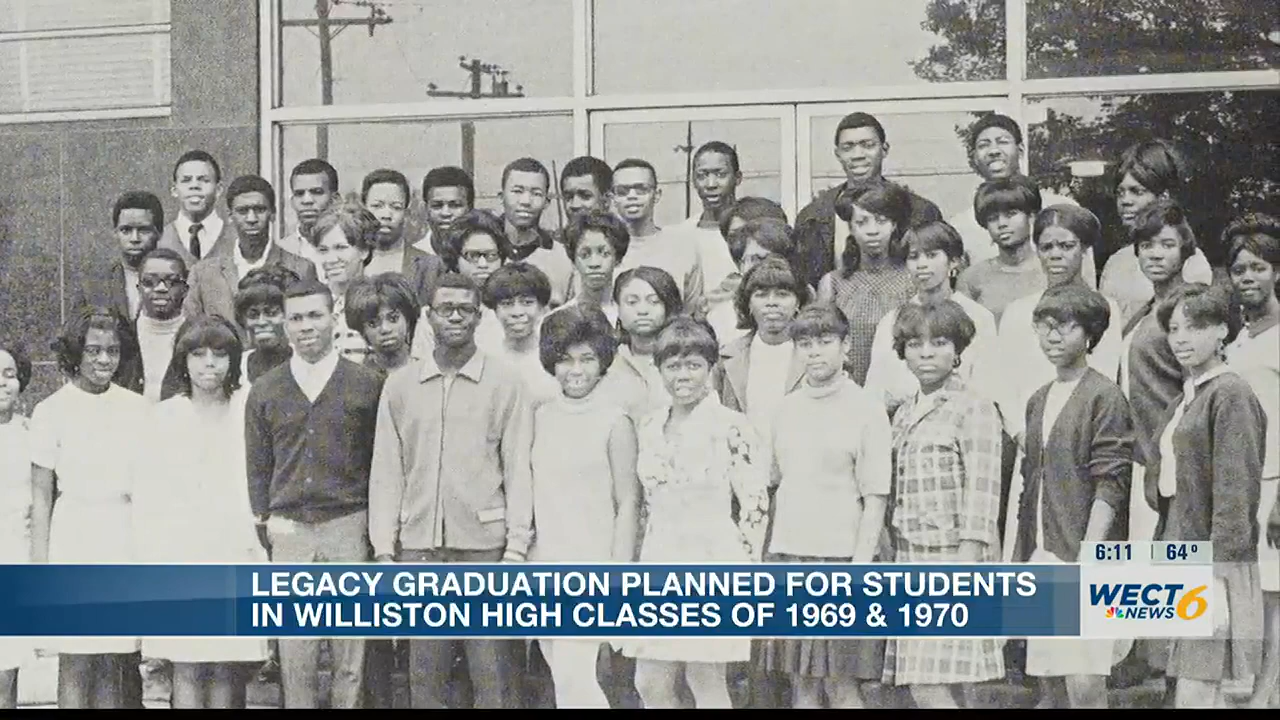 6:11 | 64°
LEGACY GRADUATION PLANNED FOR STUDENTS
IN WILLISTON HIGH CLASSES OF 1969 & 1970
WECT 6
NEWS